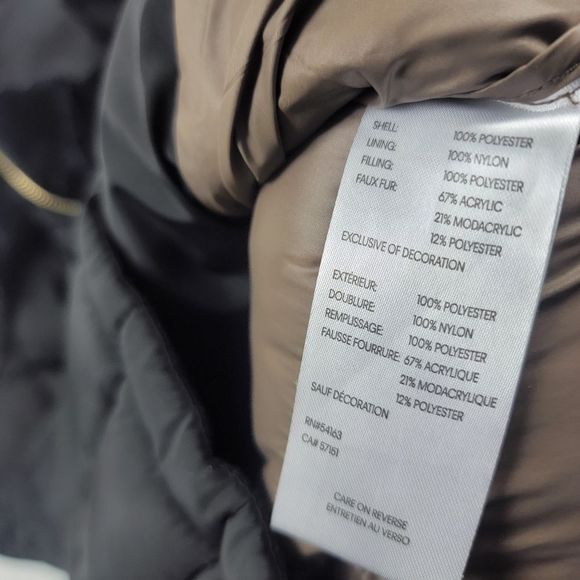 SHELL: 100% POLYESTER
LINING: 100% NYLON
FILLING: 100% POLYESTER
FAUX FUR: 67% ACRYLIC
21% MODACRYLIC
12% POLYESTER
EXCLUSIVE OF DECORATION
EXTÉRIEUR: 100% POLYESTER
DOUBLURE: 100% NYLON
REMPLISSAGE: 100% POLYESTER
FAUSSE FOURRURE: 67% ACRYLIQUE
21% MODACRYLIQUE
12% POLYESTER
SAUF DÉCORATION
RN#54163
CA# 57151
CARE ON REVERSE
ENTRETIEN AU VERSO